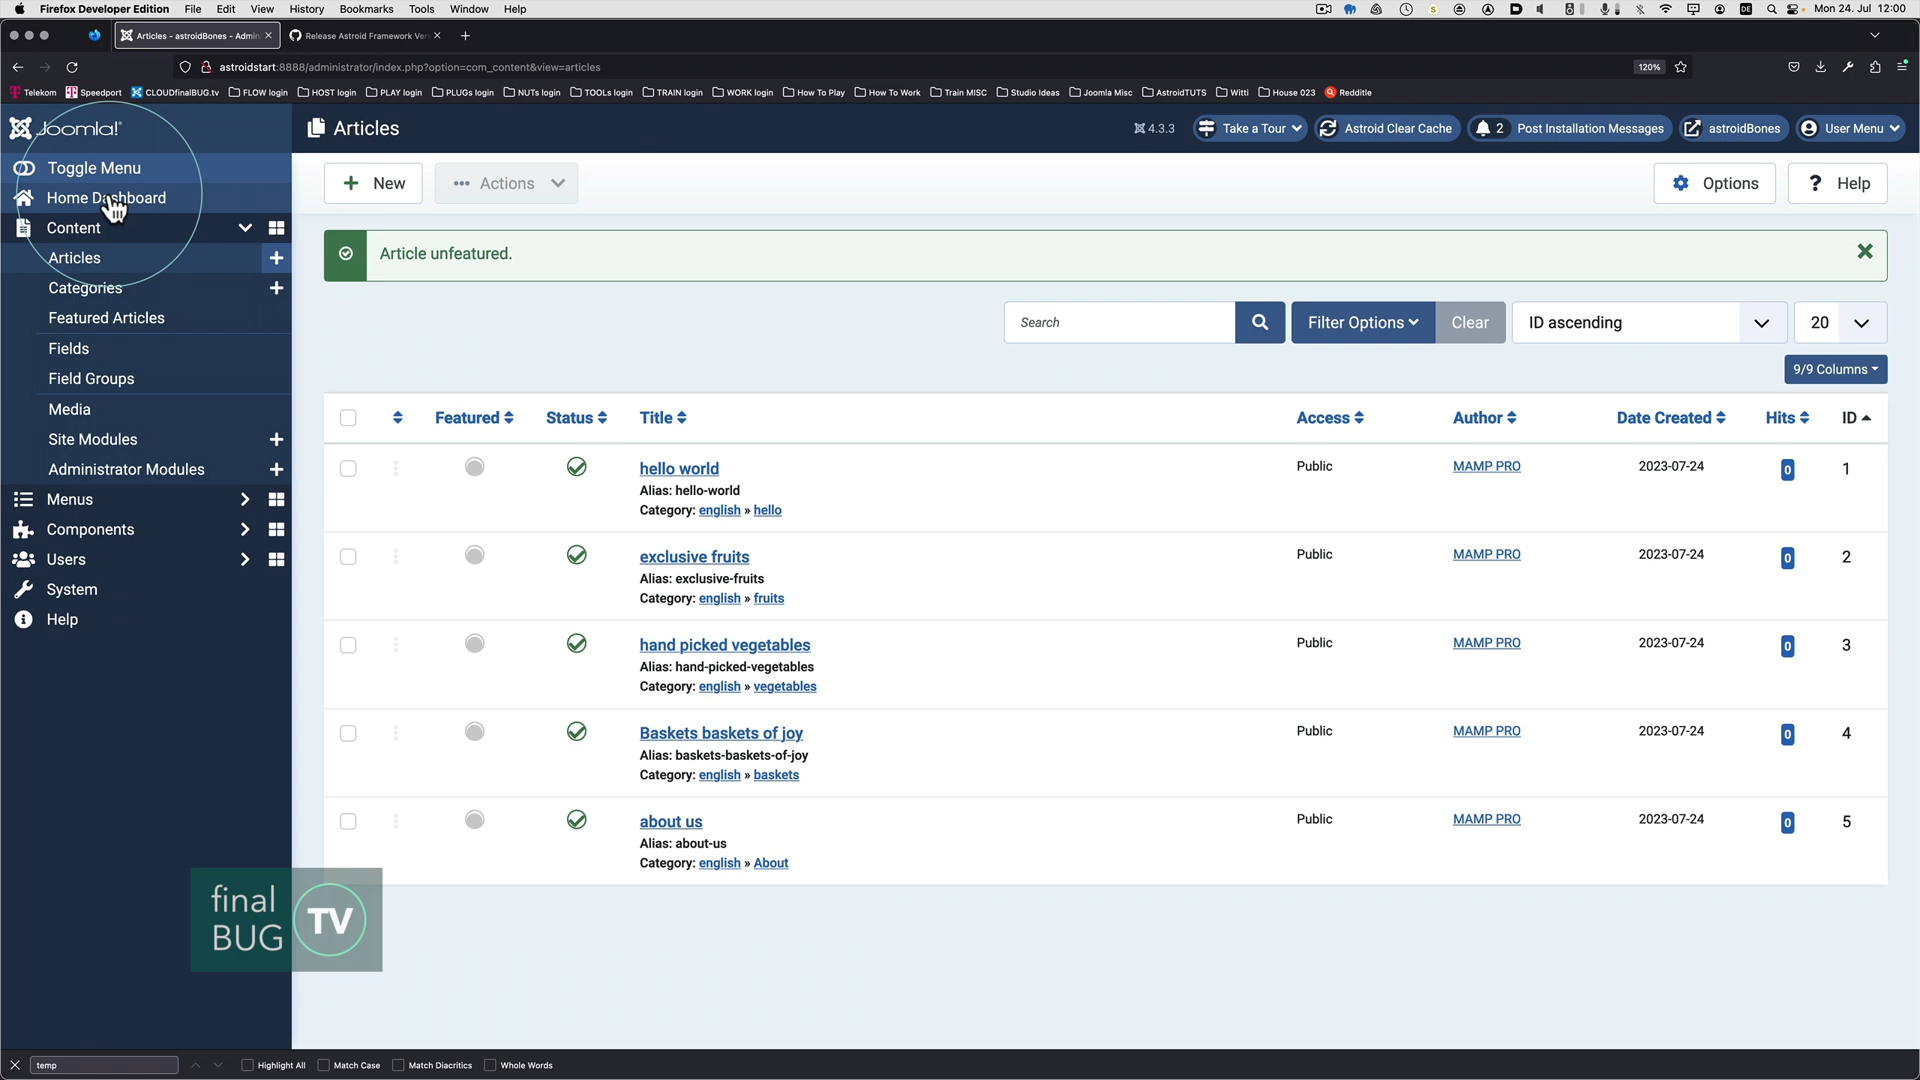 Firefox Developer Edition File Edit View History Bookmarks Tools Window Help Mon 24. Jul 12:00
Articles - astroidBones - Admin Release Astroid Framework Ver
astroidstart:8888/administrator/index.php?option=com_content&view=articles 120%
Telekom Speedport CLOUDfinalBUG.tv FLOW login HOST login PLAY login PLUGs login NUTs login TOOLs login TRAIN login WORK login How To Play How To Work Train MISC Studio Ideas Joomla Misc AstroidTUTS Witti House 023 Redditle
Joomla!
Articles
4.3.3 Take a Tour Astroid Clear Cache 2 Post Installation Messages astroidBones User Menu
Toggle Menu
Home Dashboard
Content
Articles
Categories
Featured Articles
Fields
Field Groups
Media
Site Modules
Administrator Modules
Menus
Components
Users
System
Help
New Actions Options Help
Article unfeatured.
Search Filter Options Clear ID ascending 20
9/9 Columns
Featured Status Title Access Author Date Created Hits ID
hello world Public MAMP PRO 2023-07-24 0 1
Alias: hello-world
Category: english » hello
exclusive fruits Public MAMP PRO 2023-07-24 0 2
Alias: exclusive-fruits
Category: english » fruits
hand picked vegetables Public MAMP PRO 2023-07-24 0 3
Alias: hand-picked-vegetables
Category: english » vegetables
Baskets baskets of joy Public MAMP PRO 2023-07-24 0 4
Alias: baskets-baskets-of-joy
Category: english » baskets
about us Public MAMP PRO 2023-07-24 0 5
Alias: about-us
Category: english » About
final
BUG TV
temp Highlight All Match Case Match Diacritics Whole Words